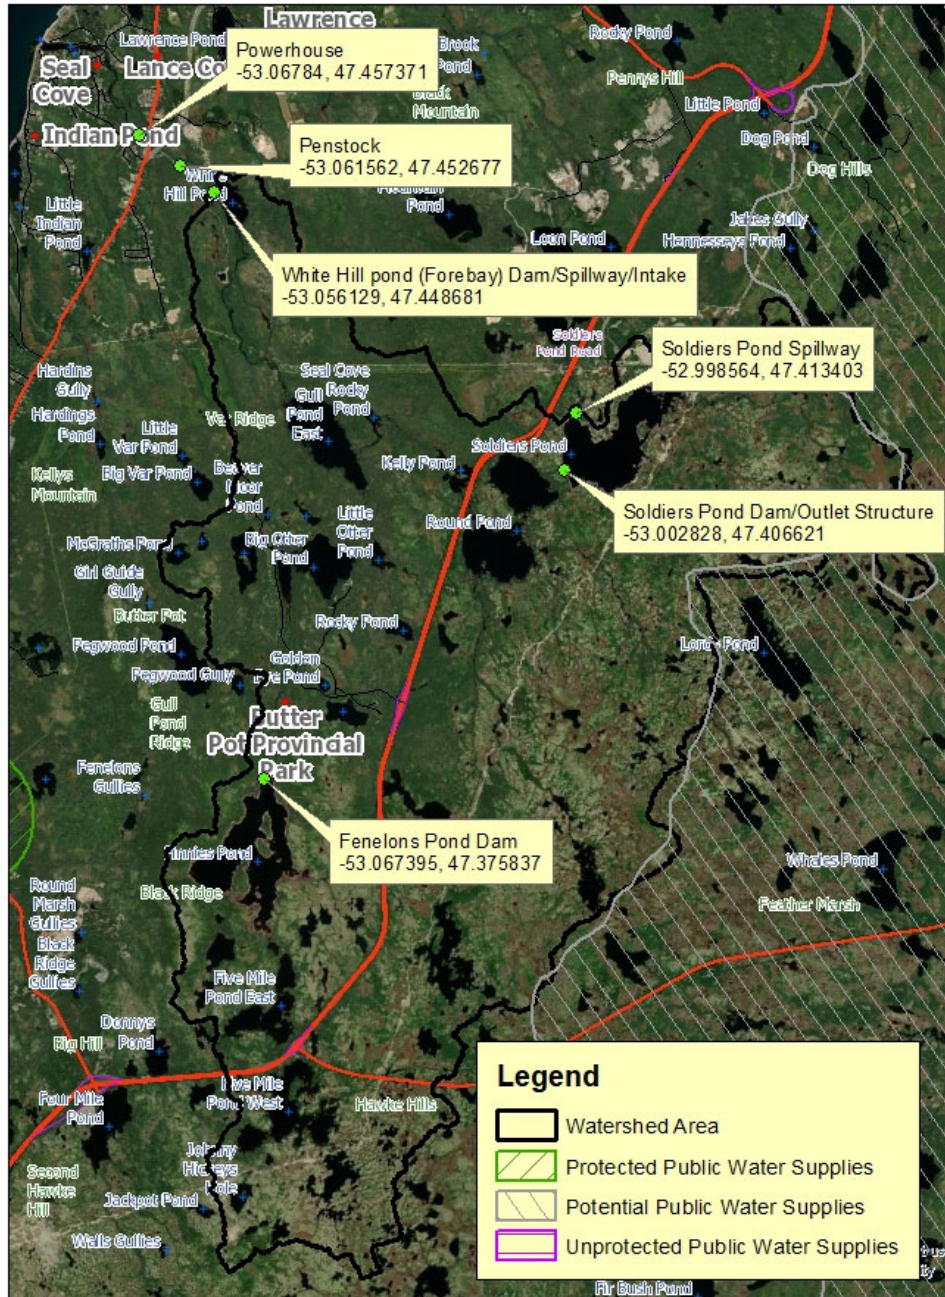 Lawrence
Lawrence Pond
Rocky Pond
Powerhouse
-53.06784, 47.457371
Brook
Pond
Seal
Cove
Pennys Hill
Black
Mountain
Little Pond
Indian Pond
Dog Pond
Penstock
-53.061562, 47.452677
Dog Hills
Hill Pond
Pond
Little
Indian
Pond
Jakes Gully
Loon Pond
Hennesseys Pond
White Hill pond (Forebay) Dam/Spillway/Intake
-53.056129, 47.448681
Soldiers
Pond Road
Soldiers Pond Spillway
-52.998564, 47.413403
Hardins
Gully
Seal Cove
Rocky
Pond
Gull
Pond
East
Hardings
Pond
Var Ridge
Little
Var Pond
Soldiers Pond
Big Var Pond
Kelly Pond
Kellys
Mountain
Beaver
Moor
Pond
Soldiers Pond Dam/Outlet Structure
-53.002828, 47.406621
Little
Otter
Pond
Round Pond
McGraths Pond
Big Otter
Pond
Girl Guide
Gully
Butter Pot
Rocky Pond
Pegwood Pond
Lords Pond
Golden
Eye Pond
Pegwood Gully
Gull
Pond
Ridge
Butter
Pot Provincial
Park
Fenelons
Gullies
Fenelons Pond Dam
-53.067395, 47.375837
Whales Pond
Black Ridge
Round
Marsh
Gullies
Feather Marsh
Black
Ridge
Gullies
Five Mile
Pond East
Donnys
Pond
Big Hill
Four Mile
Pond
Five Mile
Pond West
Hawke Hills
Johnny
Hickeys
Hole
Second
Hawke
Hill
Jackpot Pond
Walls Gullies
Legend
Watershed Area
Protected Public Water Supplies
Potential Public Water Supplies
Unprotected Public Water Supplies
Fir Bush Pond